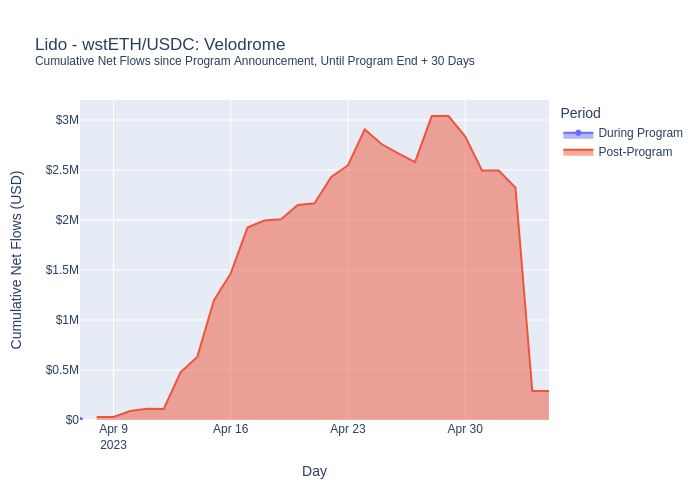 Lido - wstETH/USDC: Velodrome
Cumulative Net Flows since Program Announcement, Until Program End + 30 Days
Period
During Program
Post-Program
Cumulative Net Flows (USD)
$3M
$2.5M
$2M
$1.5M
$1M
$0.5M
$0
Apr 9
2023
Apr 16
Apr 23
Apr 30
Day